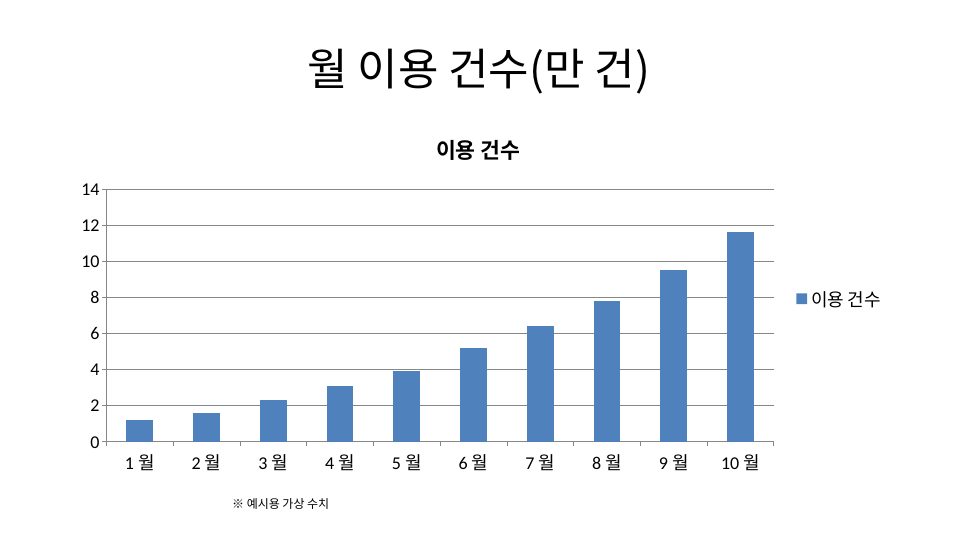 월 이용 건수(만 건)
이용 건수
14
12
10
8
6
4
2
0
이용 건수
1 월 2 월 3 월 4 월 5 월 6 월 7 월 8 월 9 월 10 월
※ 예시용 가상 수치